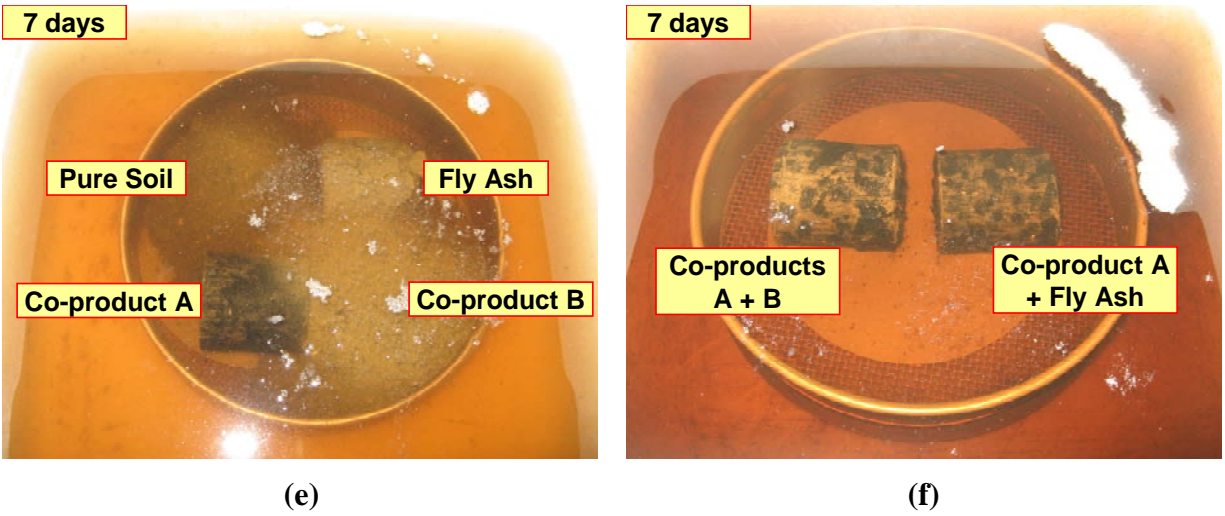 7 days
Pure Soil
Fly Ash
Co-product A
Co-product B
(e)
7 days
Co-products
A + B
Co-product A
+ Fly Ash
(f)